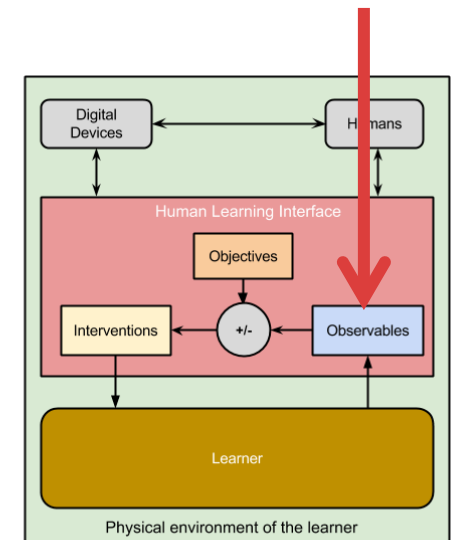 Digital
Devices
Humans
Human Learning Interface
Objectives
Interventions
+/-
Observables
Learner
Physical environment of the learner